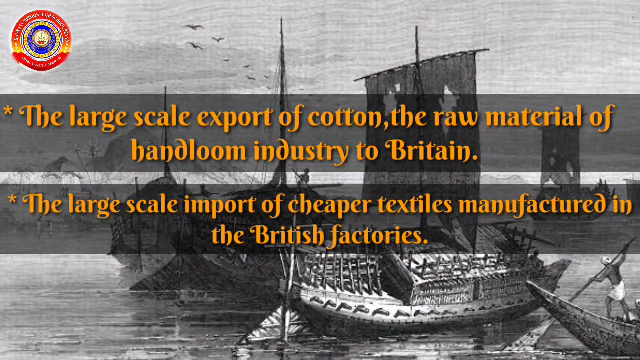 * The large scale export of cotton,the raw material of
handloom industry to Britain.
* The large scale import of cheaper textiles manufactured in
the British factories.